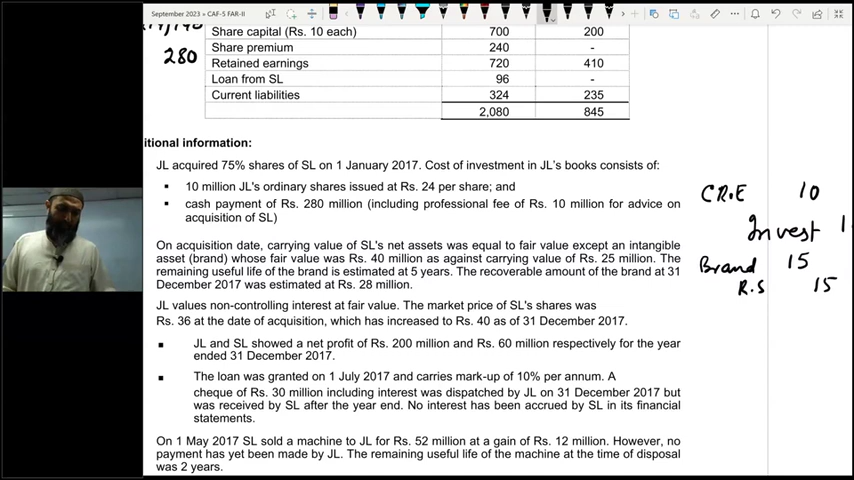 September 2023 » CAF-5 FAR-II
280
Share capital (Rs. 10 each) 700 200
Share premium 240 -
Retained earnings 720 410
Loan from SL 96 -
Current liabilities 324 235
2,080 845
itional information:
JL acquired 75% shares of SL on 1 January 2017. Cost of investment in JL's books consists of:
▪ 10 million JL's ordinary shares issued at Rs. 24 per share; and
▪ cash payment of Rs. 280 million (including professional fee of Rs. 10 million for advice on
acquisition of SL)
On acquisition date, carrying value of SL's net assets was equal to fair value except an intangible
asset (brand) whose fair value was Rs. 40 million as against carrying value of Rs. 25 million. The
remaining useful life of the brand is estimated at 5 years. The recoverable amount of the brand at 31
December 2017 was estimated at Rs. 28 million.
JL values non-controlling interest at fair value. The market price of SL's shares was
Rs. 36 at the date of acquisition, which has increased to Rs. 40 as of 31 December 2017.
▪ JL and SL showed a net profit of Rs. 200 million and Rs. 60 million respectively for the year
ended 31 December 2017.
▪ The loan was granted on 1 July 2017 and carries mark-up of 10% per annum. A
cheque of Rs. 30 million including interest was dispatched by JL on 31 December 2017 but
was received by SL after the year end. No interest has been accrued by SL in its financial
statements.
On 1 May 2017 SL sold a machine to JL for Rs. 52 million at a gain of Rs. 12 million. However, no
payment has yet been made by JL. The remaining useful life of the machine at the time of disposal
was 2 years.
CR.E 10
Invest 1
Brand 15
R.S 15